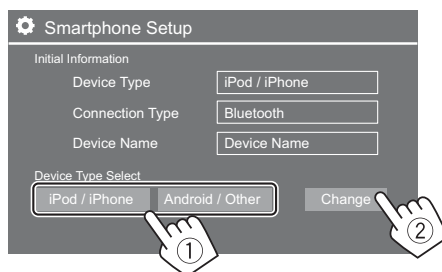 Smartphone Setup
Initial Information
Device Type iPod / iPhone
Connection Type Bluetooth
Device Name Device Name
Device Type Select
iPod / iPhone Android / Other Change
1
2